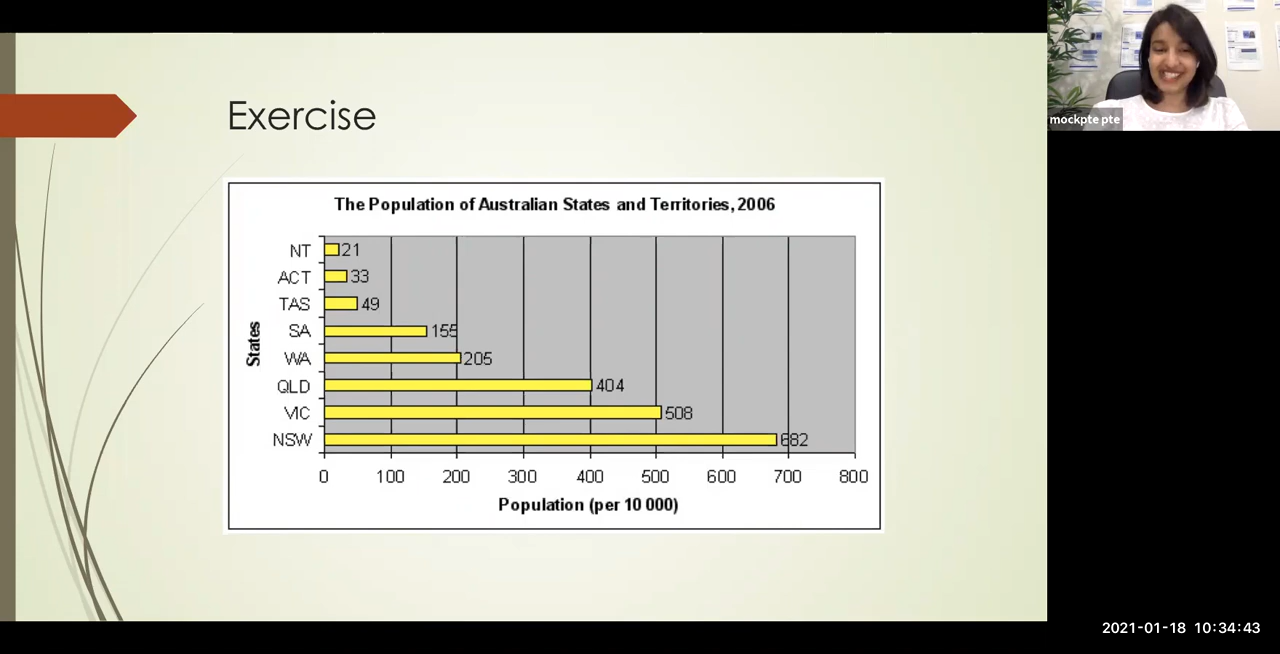 Exercise
The Population of Australian States and Territories, 2006
States
NT 21
ACT 33
TAS 49
SA 155
WA 205
QLD 404
VIC 508
NSW 682
0 100 200 300 400 500 600 700 800
Population (per 10 000)
mockpte pte
2021-01-18 10:34:43